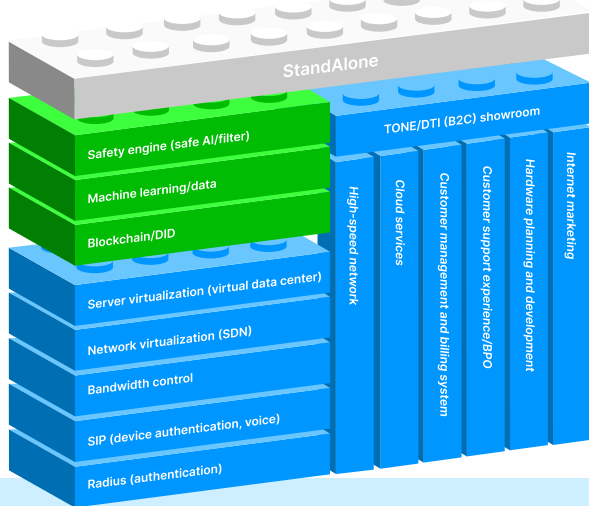 StandAlone
TONE/DTI (B2C) showroom
Safety engine (safe AI/filter)
Machine learning/data
Blockchain/DID
Server virtualization (virtual data center)
Network virtualization (SDN)
Bandwidth control
SIP (device authentication, voice)
Radius (authentication)
High-speed network
Cloud services
Customer management and billing system
Customer support experience/BPO
Hardware planning and development
Internet marketing